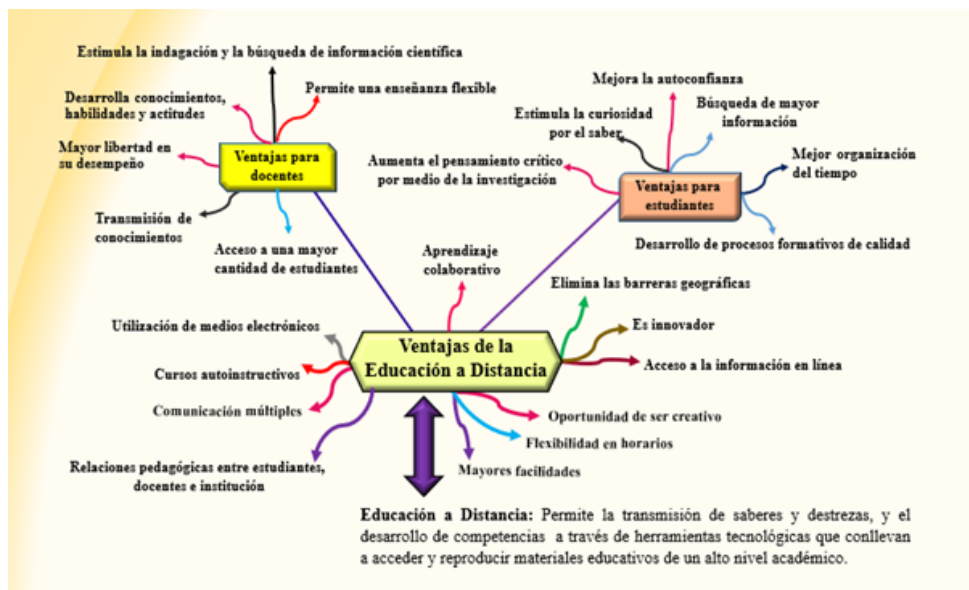 Estimula la indagación y la búsqueda de información científica
Permite una enseñanza flexible
Desarrolla conocimientos,
habilidades y actitudes
Mayor libertad en
su desempeño
Ventajas para
docentes
Transmisión de
conocimientos
Acceso a una mayor
cantidad de estudiantes
Mejora la autoconfianza
Búsqueda de mayor
información
Estimula la curiosidad
por el saber
Aumenta el pensamiento crítico
por medio de la investigación
Mejor organización
del tiempo
Ventajas para
estudiantes
Desarrollo de procesos formativos de calidad
Aprendizaje
colaborativo
Elimina las barreras geográficas
Utilización de medios electrónicos
Es innovador
Ventajas de la
Educación a Distancia
Acceso a la información en línea
Cursos autoinstructivos
Comunicación múltiples
Oportunidad de ser creativo
Flexibilidad en horarios
Mayores facilidades
Relaciones pedagógicas entre estudiantes,
docentes e institución
Educación a Distancia: Permite la transmisión de saberes y destrezas, y el
desarrollo de competencias a través de herramientas tecnológicas que conllevan
a acceder y reproducir materiales educativos de un alto nivel académico.